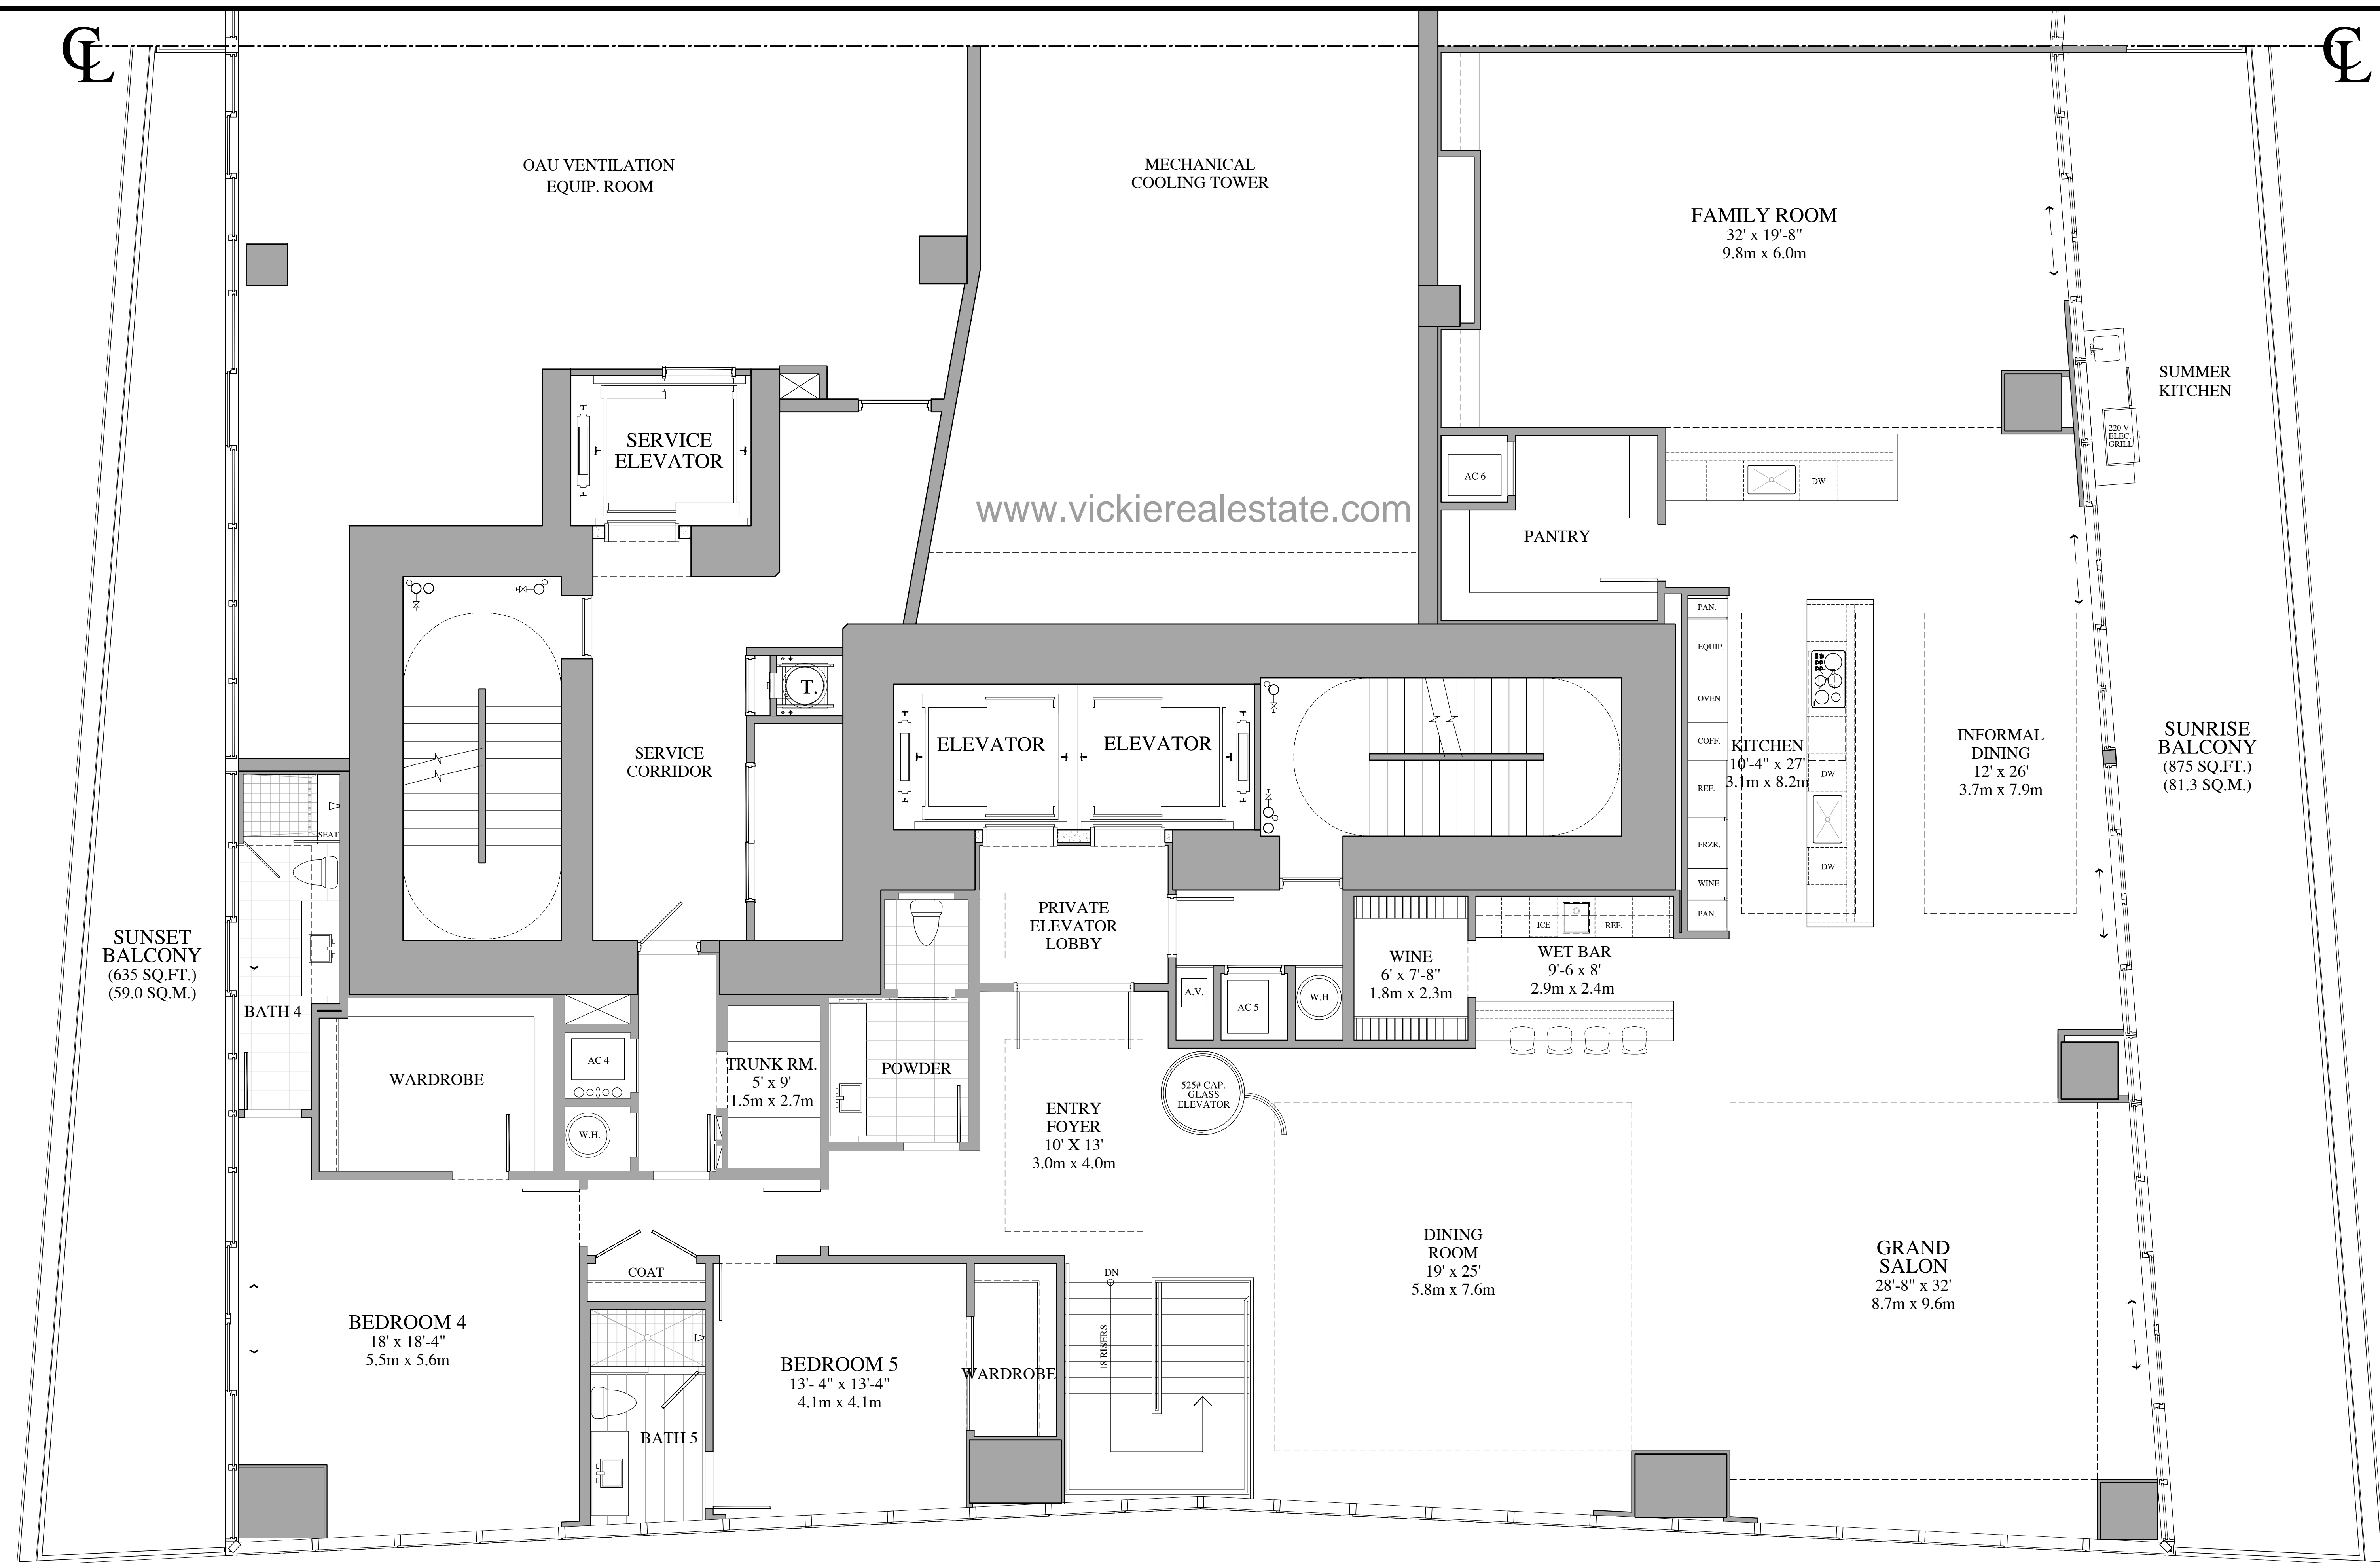 CL
CL
OAU VENTILATION
EQUIP. ROOM
MECHANICAL
COOLING TOWER
FAMILY ROOM
32' x 19'-8"
9.8m x 6.0m
SUMMER
KITCHEN
220 V
ELEC.
GRILL
SERVICE
ELEVATOR
www.vickierealestate.com
AC 6
PANTRY
DW
PAN.
EQUIP.
OVEN
COFF.
REF.
FRZR.
WINE
PAN.
KITCHEN
10'-4" x 27'
3.1m x 8.2m
DW
DW
INFORMAL
DINING
12' x 26'
3.7m x 7.9m
SUNRISE
BALCONY
(875 SQ.FT.)
(81.3 SQ.M.)
T.
SERVICE
CORRIDOR
ELEVATOR
ELEVATOR
SEAT
SUNSET
BALCONY
(635 SQ.FT.)
(59.0 SQ.M.)
BATH 4
PRIVATE
ELEVATOR
LOBBY
A.V.
AC 5
W.H.
WINE
6' x 7'-8"
1.8m x 2.3m
ICE
REF.
WET BAR
9'-6 x 8'
2.9m x 2.4m
WARDROBE
AC 4
W.H.
TRUNK RM.
5' x 9'
1.5m x 2.7m
POWDER
525# CAP.
GLASS
ELEVATOR
ENTRY
FOYER
10' X 13'
3.0m x 4.0m
DINING
ROOM
19' x 25'
5.8m x 7.6m
GRAND
SALON
28'-8" x 32'
8.7m x 9.6m
COAT
DN
18 RISERS
BEDROOM 4
18' x 18'-4"
5.5m x 5.6m
BEDROOM 5
13'- 4" x 13'-4"
4.1m x 4.1m
WARDROBE
BATH 5